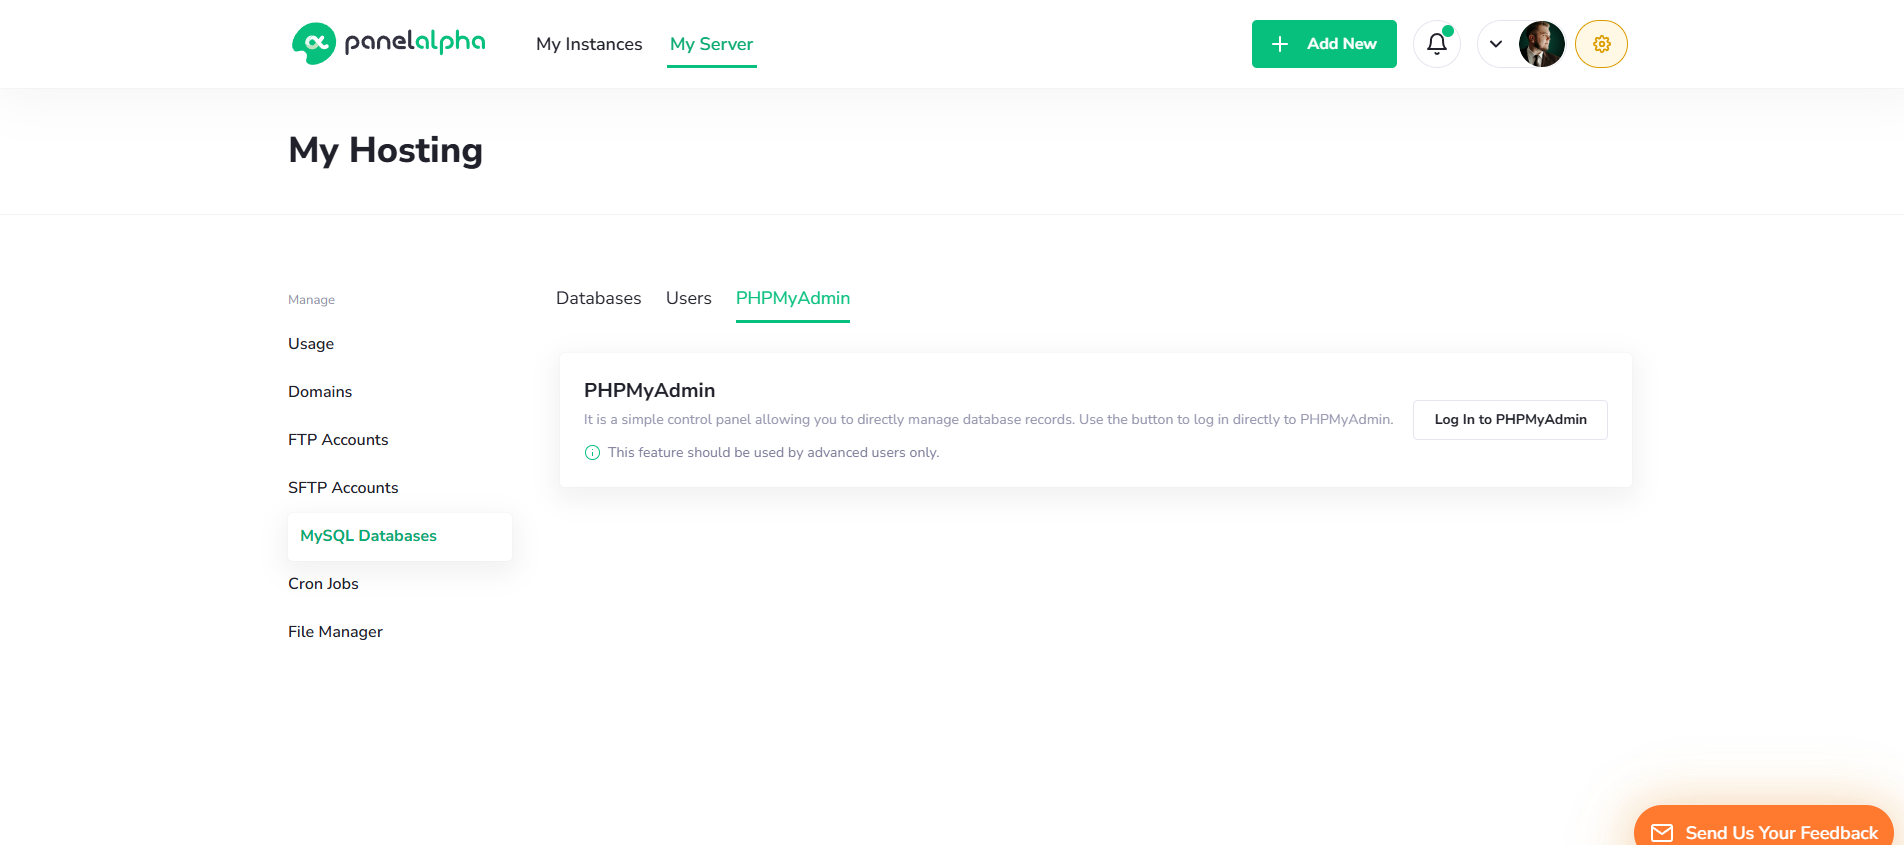 panelalpha
My Instances
My Server
Add New
My Hosting
Manage
Usage
Domains
FTP Accounts
SFTP Accounts
MySQL Databases
Cron Jobs
File Manager
Databases
Users
PHPMyAdmin
PHPMyAdmin
It is a simple control panel allowing you to directly manage database records. Use the button to log in directly to PHPMyAdmin.
This feature should be used by advanced users only.
Log In to PHPMyAdmin
Send Us Your Feedback